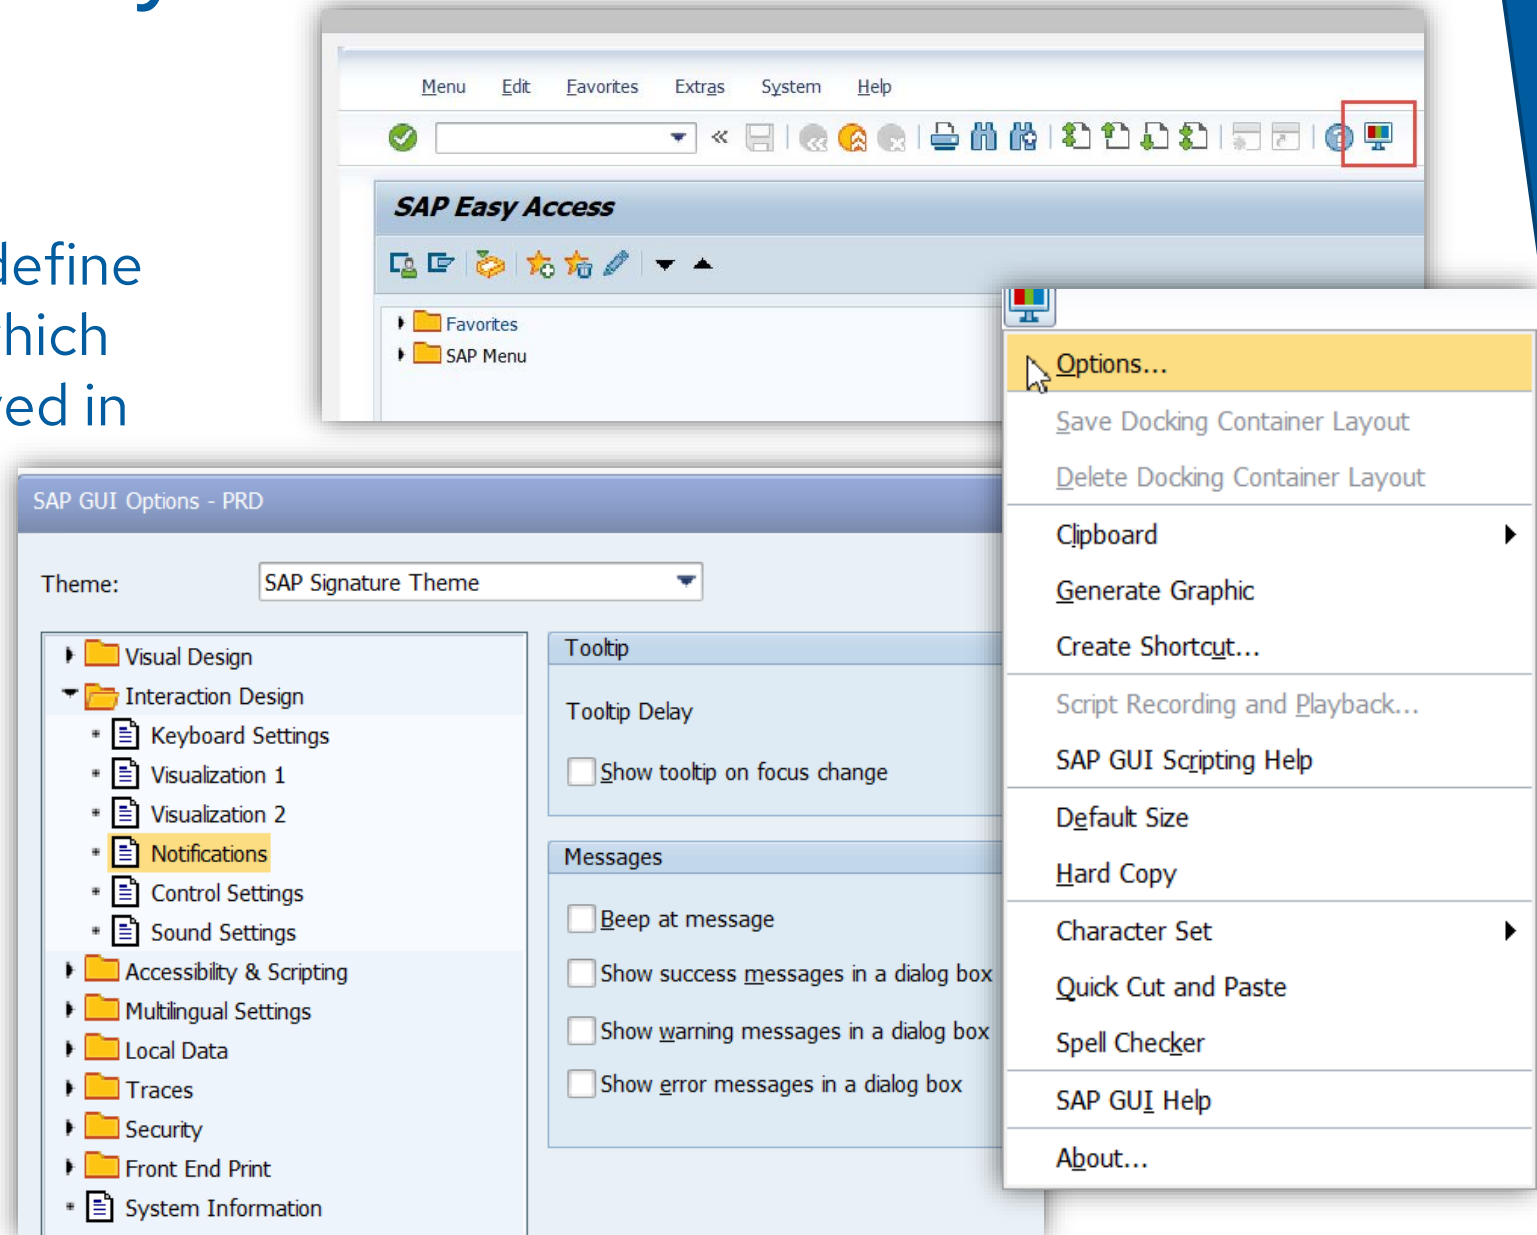 Menu Edit Favorites Extras System Help
SAP Easy Access
Favorites
SAP Menu
define
ved in
Options...
Save Docking Container Layout
Delete Docking Container Layout
Clipboard
Generate Graphic
Create Shortcut...
Script Recording and Playback...
SAP GUI Scripting Help
Default Size
Hard Copy
Character Set
Quick Cut and Paste
Spell Checker
SAP GUI Help
About...
SAP GUI Options - PRD
Theme: SAP Signature Theme
Visual Design
Interaction Design
Keyboard Settings
Visualization 1
Visualization 2
Notifications
Control Settings
Sound Settings
Accessibility & Scripting
Multilingual Settings
Local Data
Traces
Security
Front End Print
System Information
Tooltip
Tooltip Delay
Show tooltip on focus change
Messages
Beep at message
Show success messages in a dialog box
Show warning messages in a dialog box
Show error messages in a dialog box